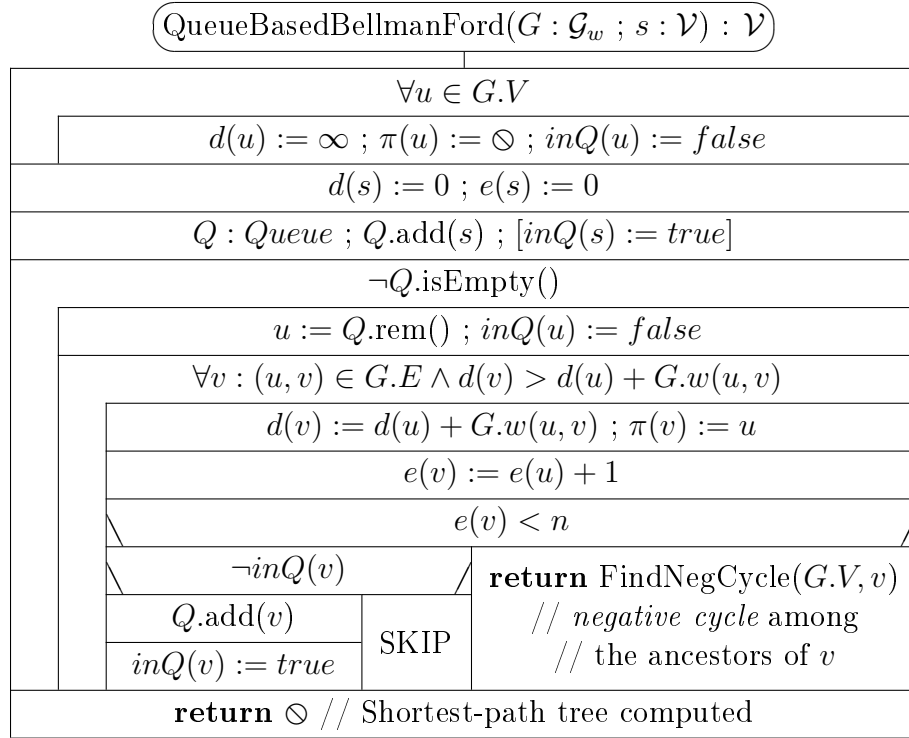 QueueBasedBellmanFord(G : 𝒢_w ; s : 𝒱) : 𝒱
∀u ∈ G.V
d(u) := ∞ ; π(u) := ⊗ ; inQ(u) := false
d(s) := 0 ; e(s) := 0
Q : Queue ; Q.add(s) ; [inQ(s) := true]
¬Q.isEmpty()
u := Q.rem() ; inQ(u) := false
∀v : (u, v) ∈ G.E ∧ d(v) > d(u) + G.w(u, v)
d(v) := d(u) + G.w(u, v) ; π(v) := u
e(v) := e(u) + 1
e(v) < n
¬inQ(v)
Q.add(v)
inQ(v) := true
SKIP
return FindNegCycle(G.V, v)
// negative cycle among
// the ancestors of v
return ⊗ // Shortest-path tree computed